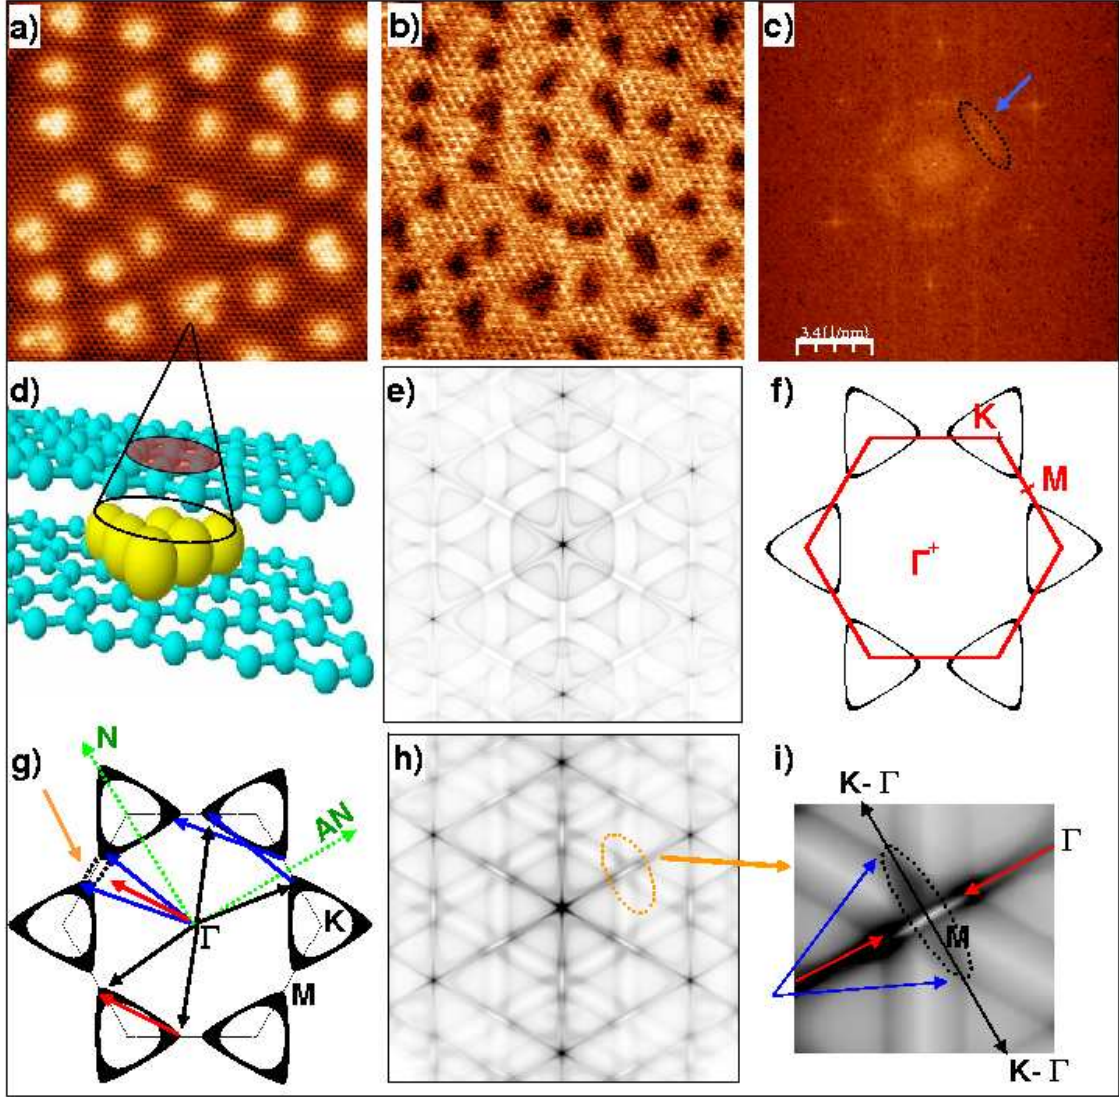 a)
b)
c)
3.4[1/nm]
d)
e)
f)
K
M
Γ+
g)
N
AN
K
Γ
M
h)
i)
K- Γ
Γ
M
K- Γ